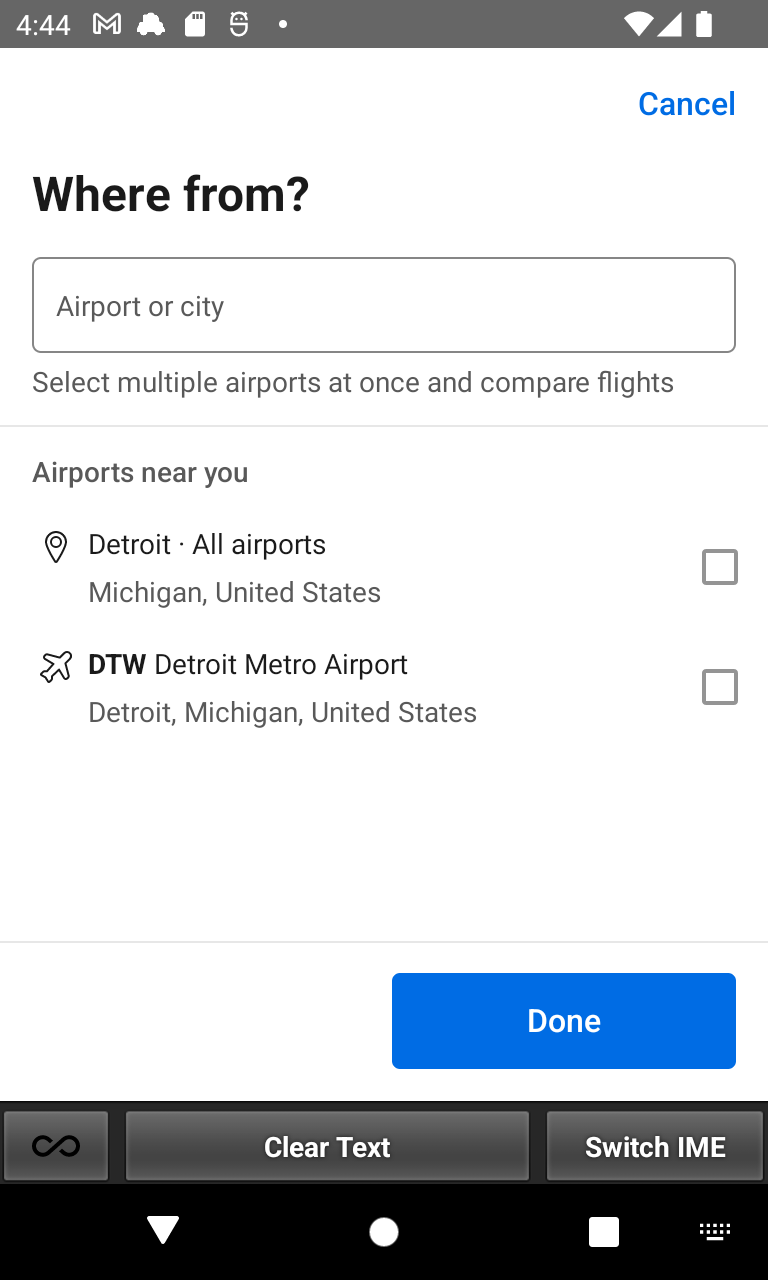 4:44
Cancel
Where from?
Airport or city
Select multiple airports at once and compare flights
Airports near you
Detroit · All airports
Michigan, United States
DTW Detroit Metro Airport
Detroit, Michigan, United States
Done
Clear Text
Switch IME